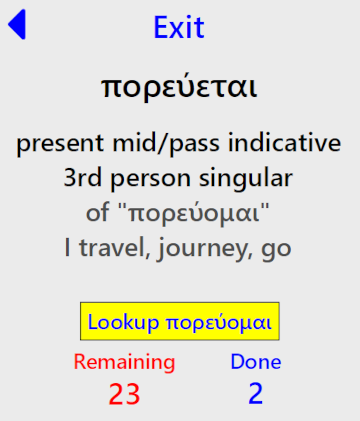 Exit
πορεύεται
present mid/pass indicative
3rd person singular
of "πορεύομαι"
I travel, journey, go
Lookup πορεύομαι
Remaining Done
23 2